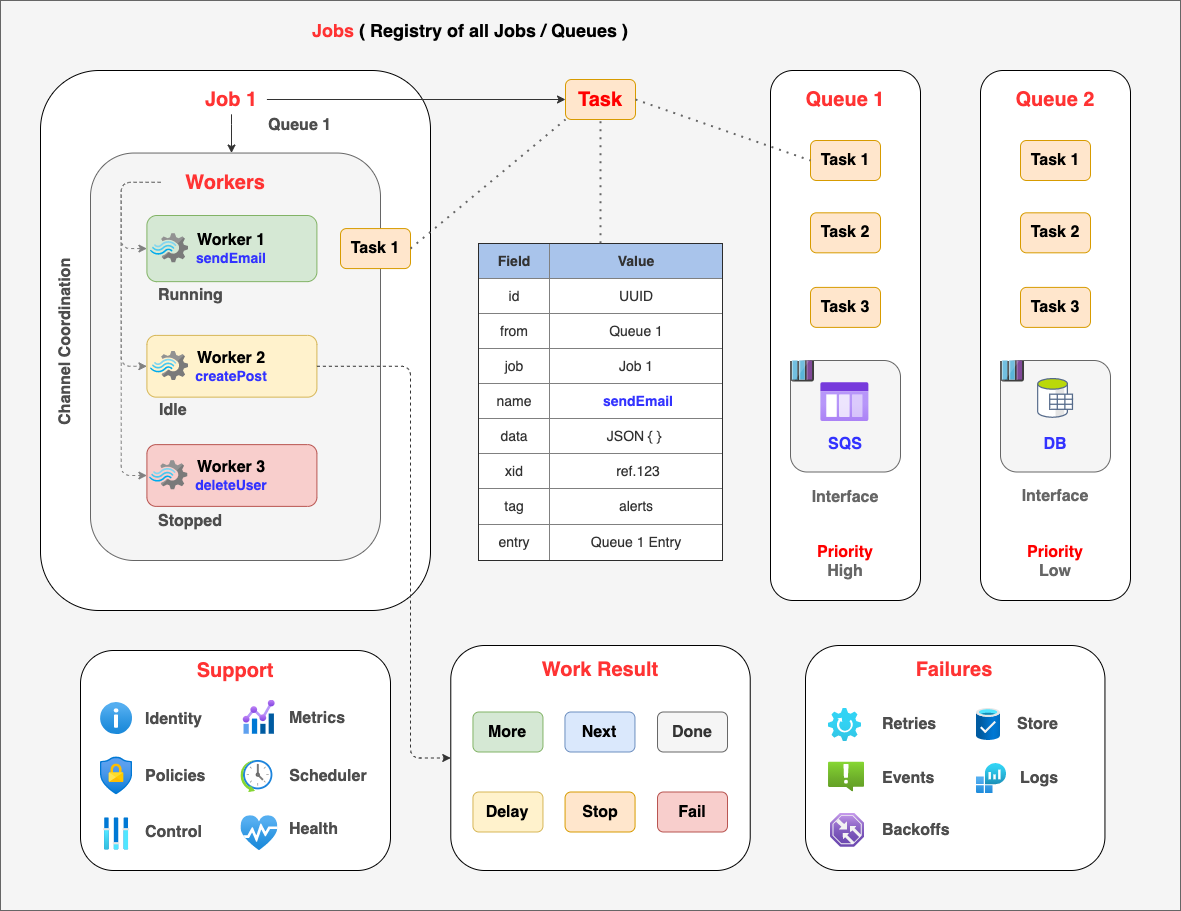 Jobs ( Registry of all Jobs / Queues )
Job 1
Queue 1
Task
Channel Coordination
Workers
Worker 1
sendEmail
Running
Task 1
Worker 2
createPost
Idle
Worker 3
deleteUser
Stopped
Field Value
id UUID
from Queue 1
job Job 1
name sendEmail
data JSON { }
xid ref.123
tag alerts
entry Queue 1 Entry
Queue 1
Task 1
Task 2
Task 3
SQS
Interface
Priority
High
Queue 2
Task 1
Task 2
Task 3
DB
Interface
Priority
Low
Support
Identity Metrics
Policies Scheduler
Control Health
Work Result
More Next Done
Delay Stop Fail
Failures
Retries Store
Events Logs
Backoffs